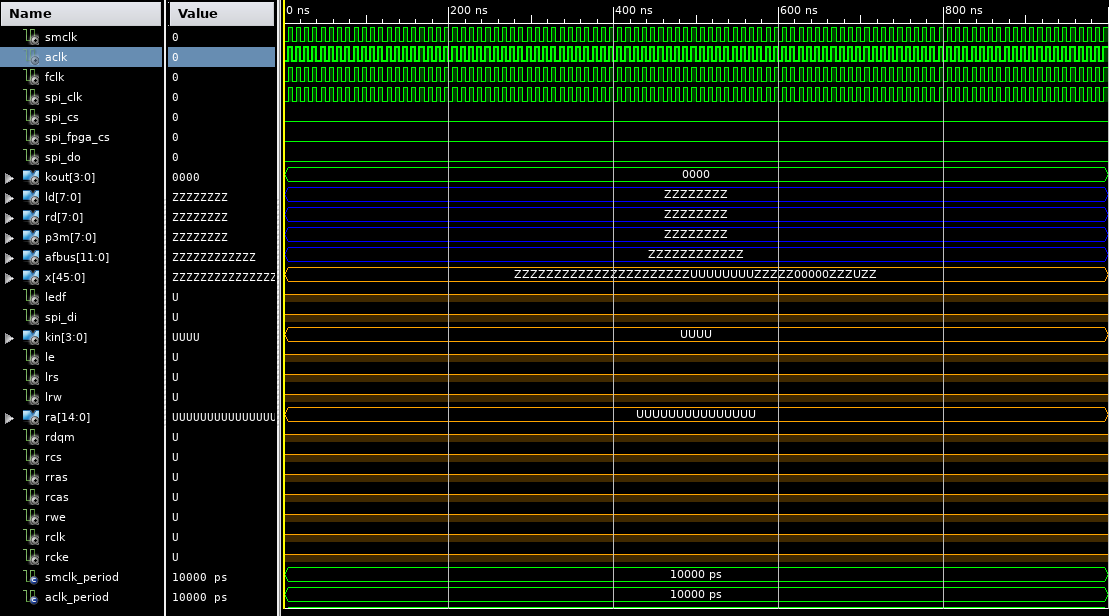 Name Value 0 ns 200 ns 400 ns 600 ns 800 ns
smclk 0
aclk 0
fclk 0
spi_clk 0
spi_cs 0
spi_fpga_cs 0
spi_do 0
kout[3:0] 0000 0000
ld[7:0] ZZZZZZZZ ZZZZZZZZ
rd[7:0] ZZZZZZZZ ZZZZZZZZ
p3m[7:0] ZZZZZZZZ ZZZZZZZZ
afbus[11:0] ZZZZZZZZZZZZ ZZZZZZZZZZZZ
x[45:0] ZZZZZZZZZZZZZZZ ZZZZZZZZZZZZZZZZZZZZZZUUUUUUUUZZZZZ00000ZZZUZZ
ledf U
spi_di U
kin[3:0] UUUU UUUU
le U
lrs U
lrw U
ra[14:0] UUUUUUUUUUUUUUU UUUUUUUUUUUUUUU
rdqm U
rcs U
rras U
rcas U
rwe U
rclk U
rcke U
smclk_period 10000 ps 10000 ps
aclk_period 10000 ps 10000 ps